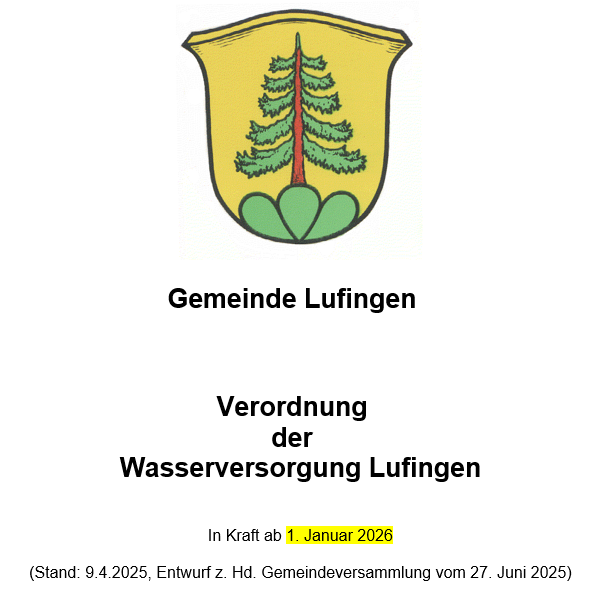 Gemeinde Lufingen
Verordnung
der
Wasserversorgung Lufingen
In Kraft ab 1. Januar 2026
(Stand: 9.4.2025, Entwurf z. Hd. Gemeindeversammlung vom 27. Juni 2025)